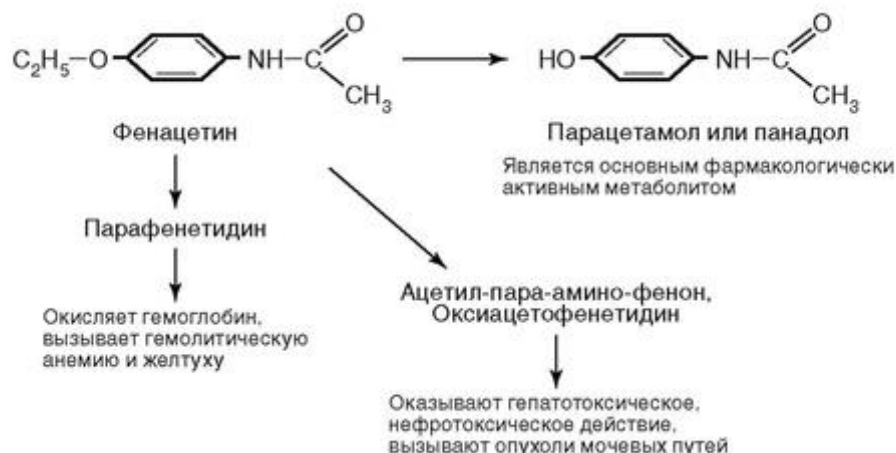 C₂H₅–O
NH–C
O
CH₃
HO
NH–C
O
CH₃
Фенацетин
Парацетамол или панадол
Является основным фармакологически
активным метаболитом
Парафенетидин
Ацетил-пара-амино-фенон,
Оксиацетофенетидин
Окисляет гемоглобин,
вызывает гемолитическую
анемию и желтуху
Оказывают гепатотоксическое,
нефротоксическое действие,
вызывают опухоли мочевых путей